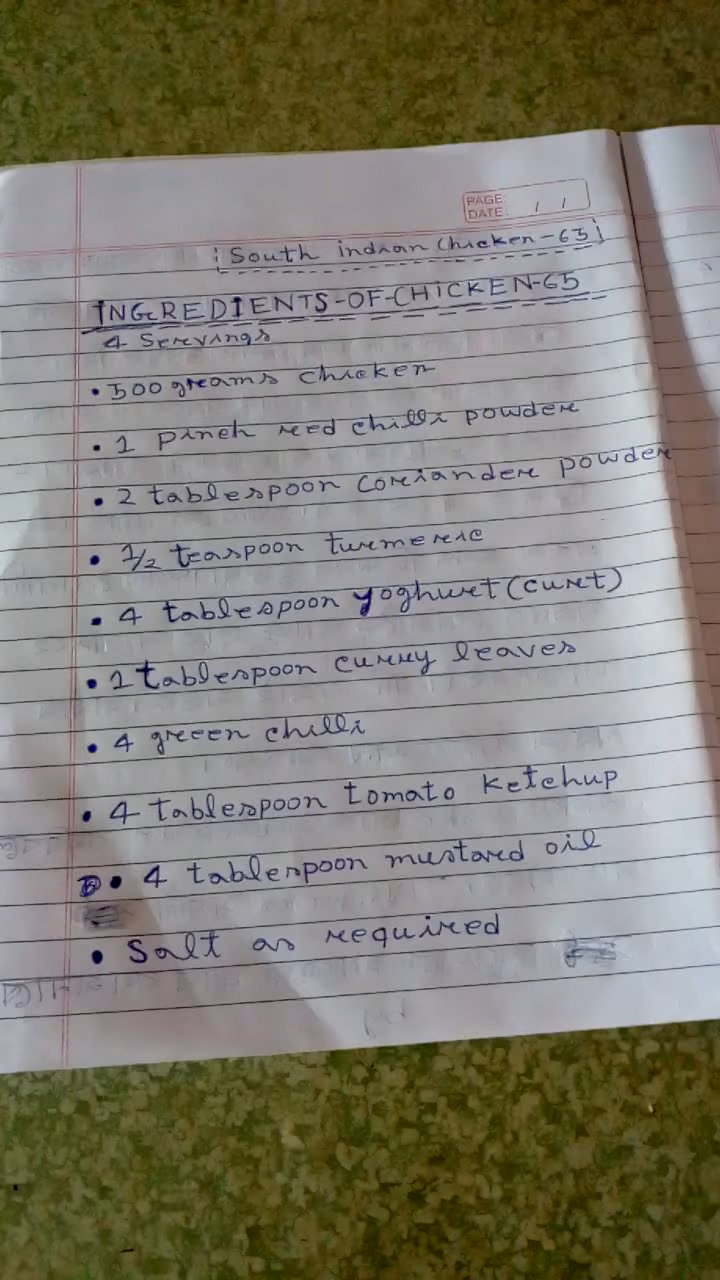 PAGE:
DATE: / /
South indian chicken-65
INGREDIENTS-OF-CHICKEN-65
4 Servings
• 500 grams chicken
• 1 pinch red chilli powder
• 2 tablespoon coriander powder
• 1/2 teaspoon turmeric
• 4 tablespoon yoghurt (curt)
• 1 tablespoon curry leaves
• 4 green chilli
• 4 tablespoon tomato ketchup
• 4 tablespoon mustard oil
• Salt as required